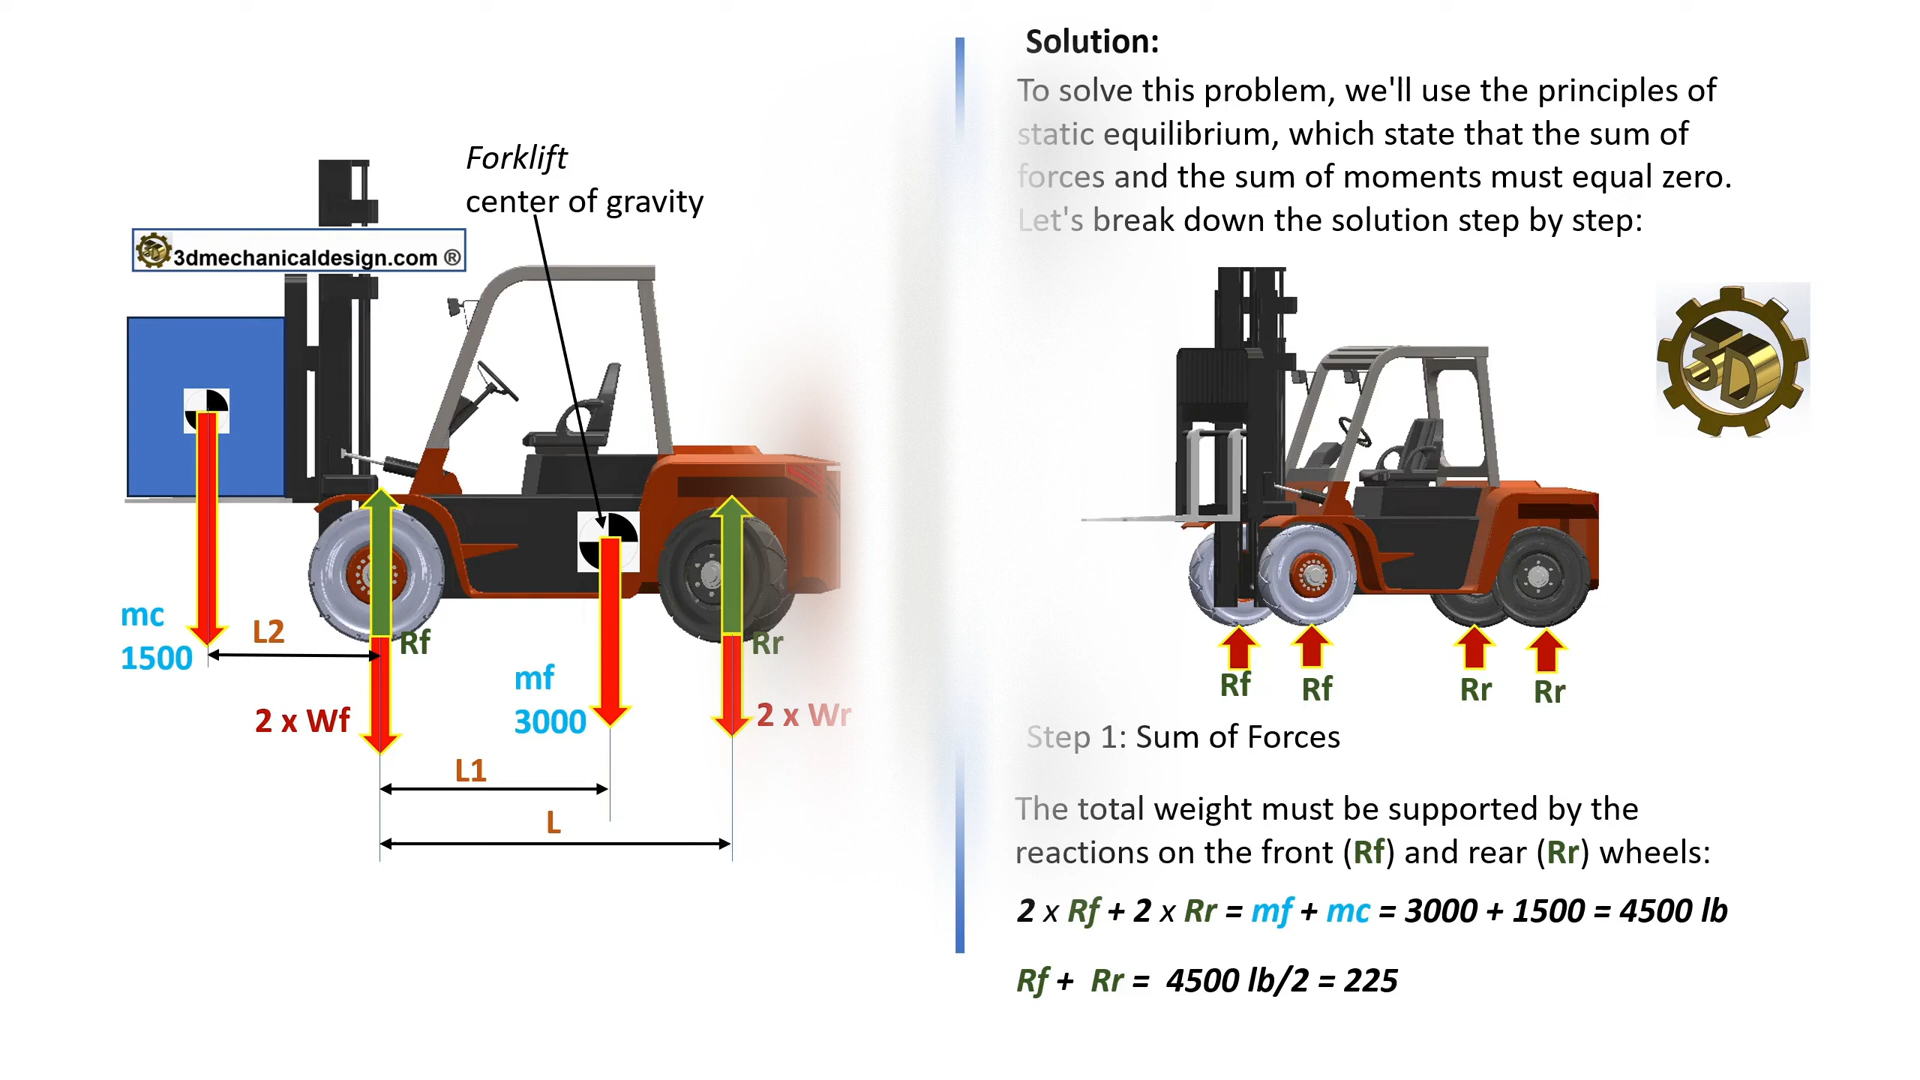 Forklift
center of gravity
3dmechanicaldesign.com ®
mc
1500
L2
Rf
2 x Wf
mf
3000
Rr
2 x Wr
L1
L
Solution:
To solve this problem, we'll use the principles of
static equilibrium, which state that the sum of
forces and the sum of moments must equal zero.
Let's break down the solution step by step:
3D
Rf
Rf
Rr
Rr
Step 1: Sum of Forces
The total weight must be supported by the
reactions on the front (Rf) and rear (Rr) wheels:
2 x Rf + 2 x Rr = mf + mc = 3000 + 1500 = 4500 lb
Rf + Rr = 4500 lb/2 = 225